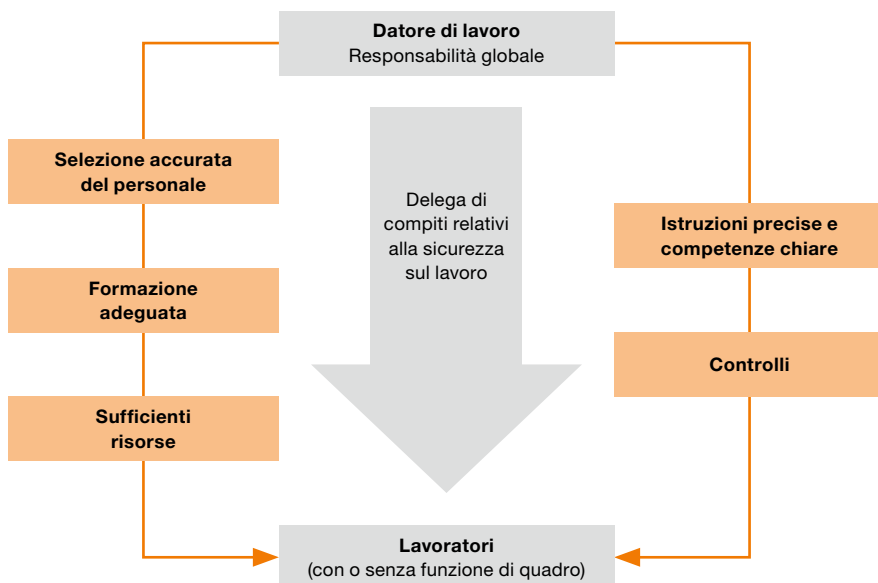 Datore di lavoro
Responsabilità globale
Selezione accurata
del personale
Formazione
adeguata
Sufficienti
risorse
Delega di
compiti relativi
alla sicurezza
sul lavoro
Istruzioni precise e
competenze chiare
Controlli
Lavoratori
(con o senza funzione di quadro)